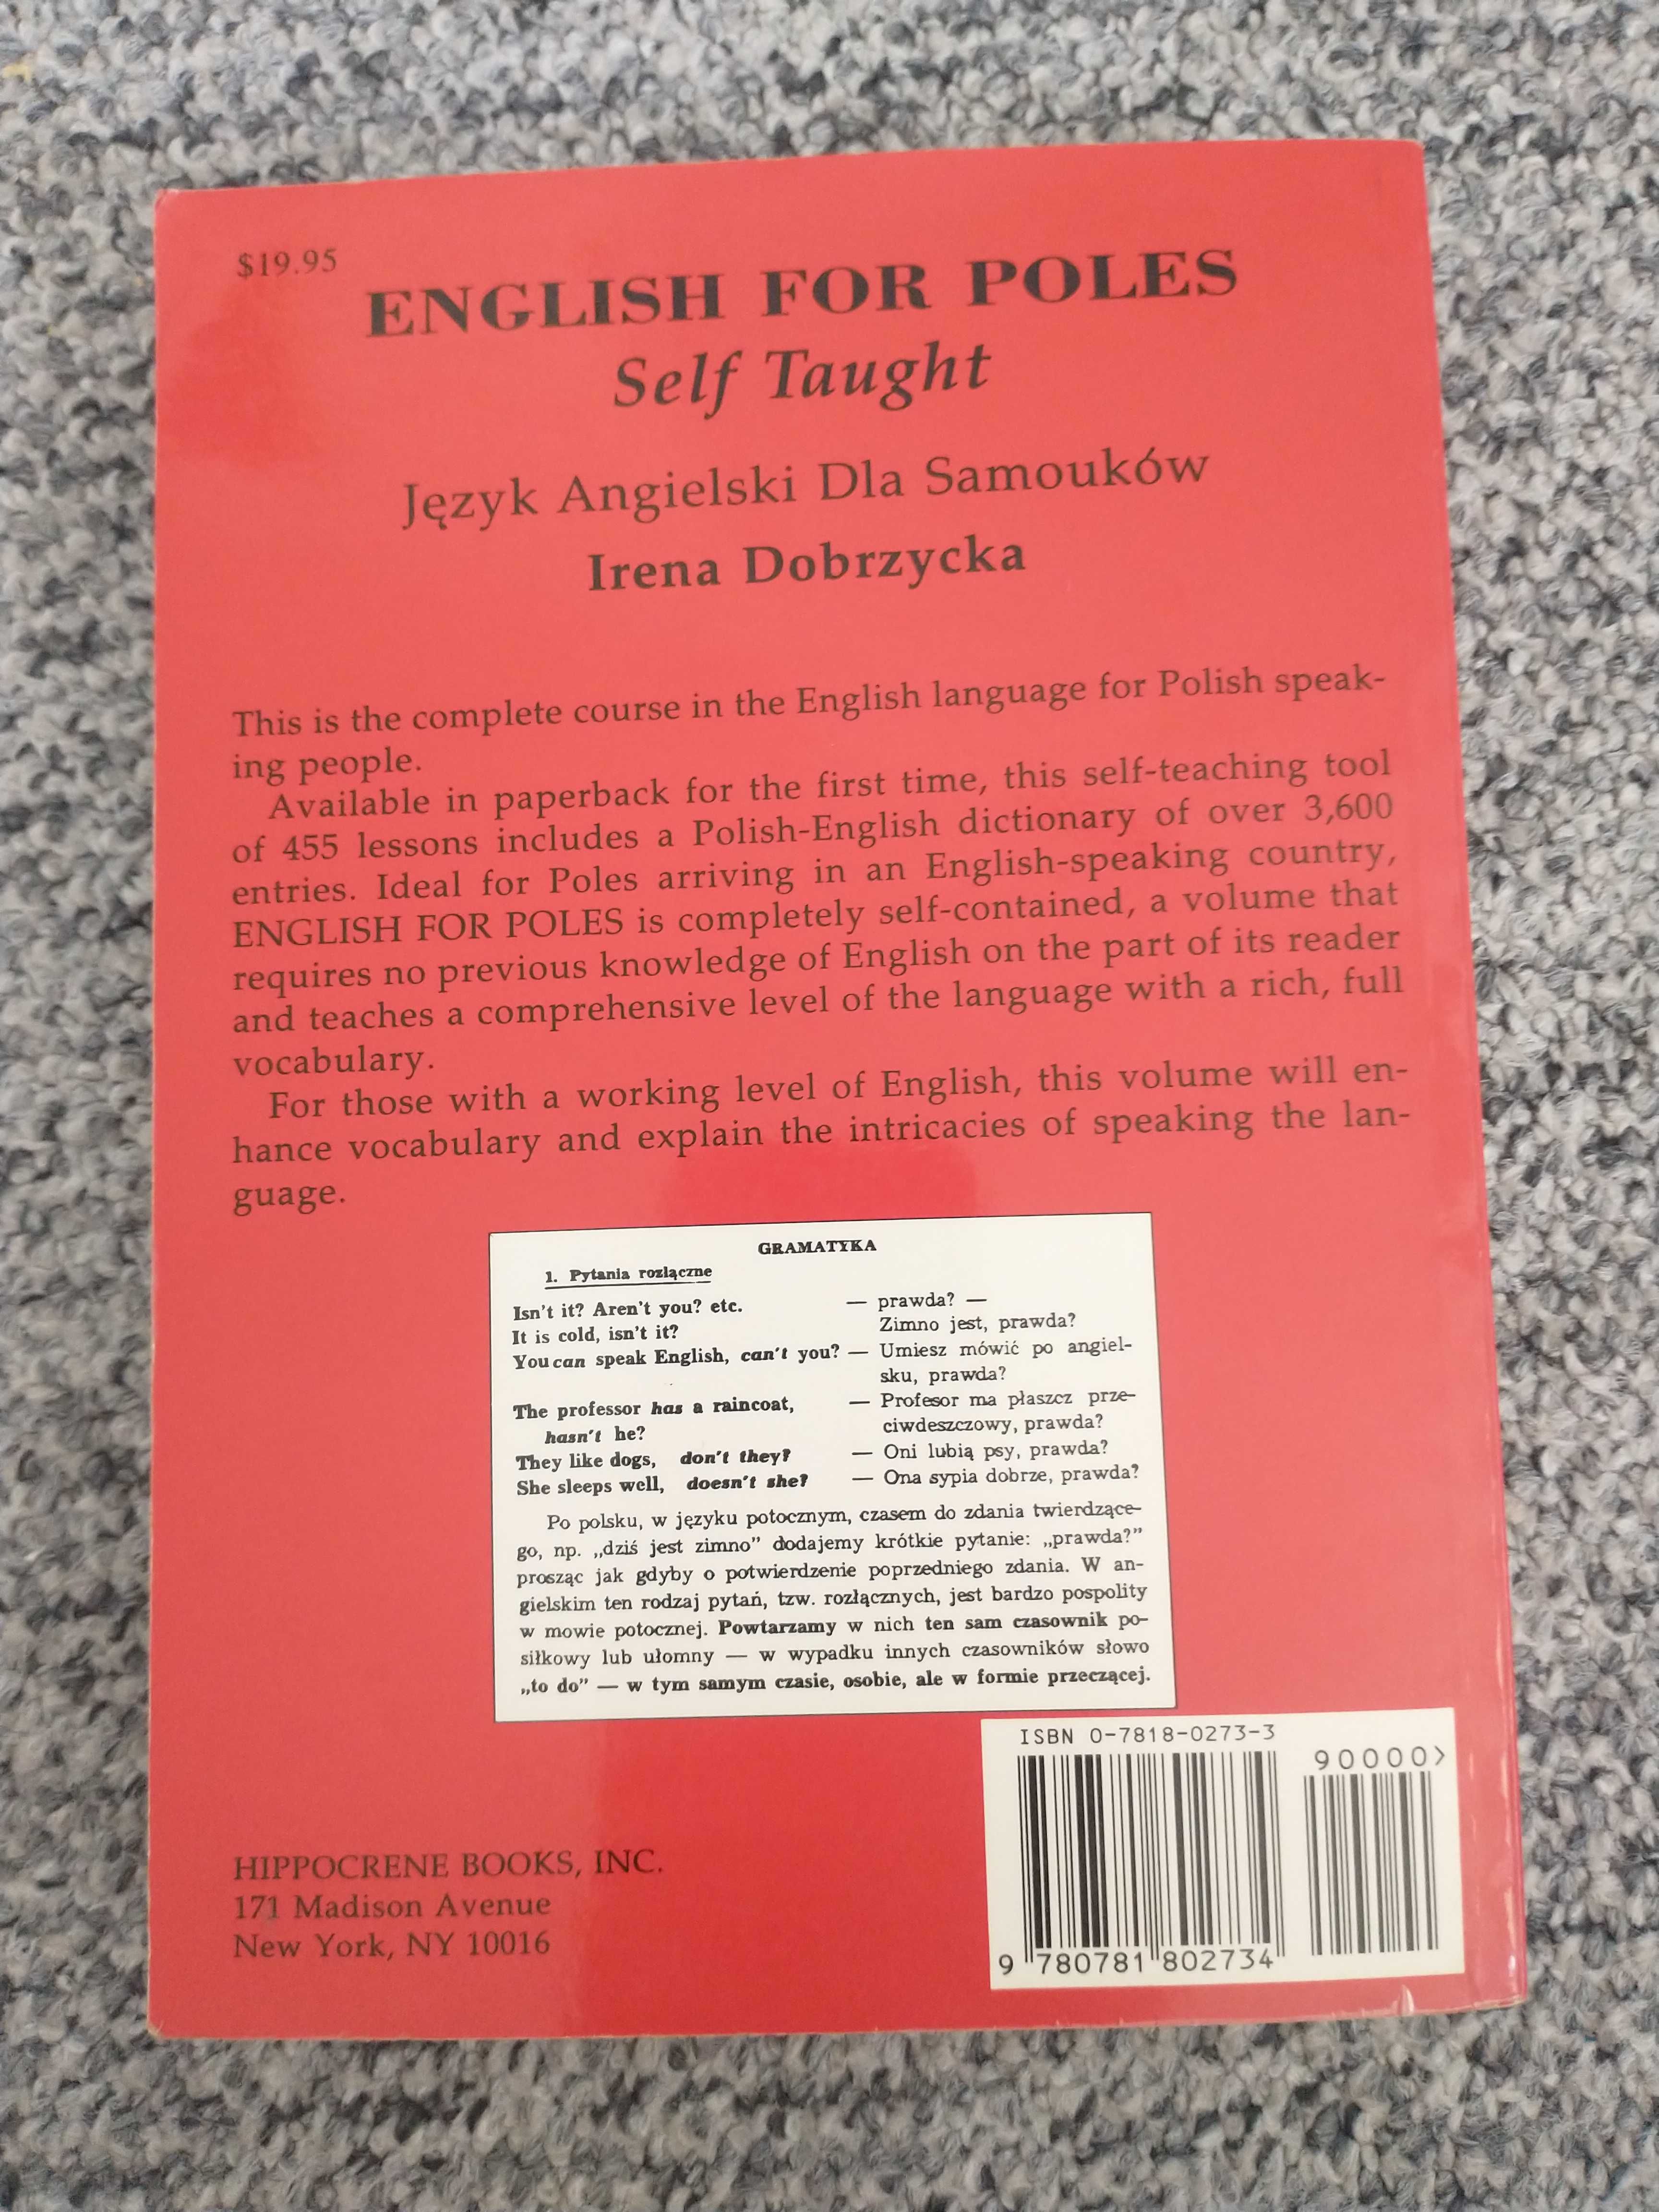 $19.95
ENGLISH FOR POLES
Self Taught
Język Angielski Dla Samouków
Irena Dobrzycka
This is the complete course in the English language for Polish speak-
ing people.
Available in paperback for the first time, this self-teaching tool
of 455 lessons includes a Polish-English dictionary of over 3,600
entries. Ideal for Poles arriving in an English-speaking country,
ENGLISH FOR POLES is completely self-contained, a volume that
requires no previous knowledge of English on the part of its reader
and teaches a comprehensive level of the language with a rich, full
vocabulary.
For those with a working level of English, this volume will en-
hance vocabulary and explain the intricacies of speaking the lan-
guage.
GRAMATYKA
1. Pytania rozłączne
Isn't it? Aren't you? etc. — prawda? —
It is cold, isn't it? Zimno jest, prawda?
You can speak English, can't you? — Umiesz mówić po angiel-
sku, prawda?
The professor has a raincoat, — Profesor ma płaszcz prze-
hasn't he? ciwdeszczowy, prawda?
They like dogs, don't they? — Oni lubią psy, prawda?
She sleeps well, doesn't she? — Ona sypia dobrze, prawda?
Po polsku, w języku potocznym, czasem do zdania twierdzące-
go, np. „dziś jest zimno” dodajemy krótkie pytanie: „prawda?”
prosząc jak gdyby o potwierdzenie poprzedniego zdania. W an-
gielskim ten rodzaj pytań, tzw. rozłącznych, jest bardzo pospolity
w mowie potocznej. Powtarzamy w nich ten sam czasownik po-
siłkowy lub ułomny — w wypadku innych czasowników słowo
„to do” — w tym samym czasie, osobie, ale w formie przeczącej.
ISBN 0-7818-0273-3
90000>
9 780781 802734
HIPPOCRENE BOOKS, INC.
171 Madison Avenue
New York, NY 10016